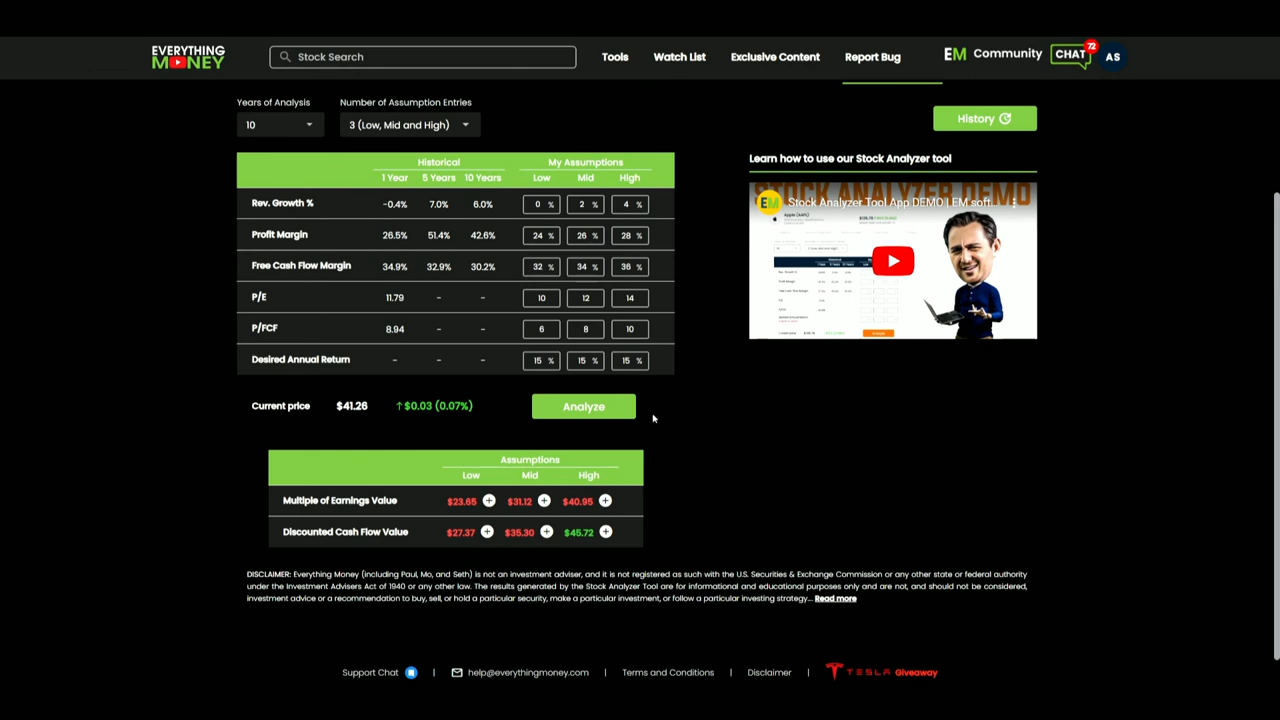 EVERYTHING
MONEY
Stock Search
Tools
Watch List
Exclusive Content
Report Bug
EM Community
CHAT
72
AS
Years of Analysis
Number of Assumption Entries
10
3 (Low, Mid and High)
History
Historical
My Assumptions
1 Year 5 Years 10 Years Low Mid High
Rev. Growth % -0.4% 7.0% 6.0% 0 % 2 % 4 %
Profit Margin 26.5% 51.4% 42.6% 24 % 26 % 28 %
Free Cash Flow Margin 34.9% 32.8% 30.2% 32 % 34 % 36 %
P/E 11.79 - - 10 12 14
P/FCF 8.94 - - 6 8 10
Desired Annual Return - - - 15 % 15 % 15 %
Current price $41.26 ↑$0.03 (0.07%) Analyze
Learn how to use our Stock Analyzer tool
STOCK ANALYZER DEMO
EM Stock Analyzer Tool App DEMO | EM soft
Assumptions
Low Mid High
Multiple of Earnings Value $23.65 $31.12 $40.95
Discounted Cash Flow Value $27.37 $35.30 $45.72
DISCLAIMER: Everything Money (including Paul, Mo, and Seth) is not an investment adviser, and it is not registered as such with the U.S. Securities & Exchange Commission or any other state or federal authority
under the Investment Advisers Act of 1940 or any other law. The results generated by the Stock Analyzer Tool are for informational and educational purposes only and are not, and should not be considered,
investment advice or a recommendation to buy, sell, or hold a particular security, make a particular investment, or follow a particular investing strategy... Read more
Support Chat | help@everythingmoney.com | Terms and Conditions | Disclaimer | TESLA Giveaway